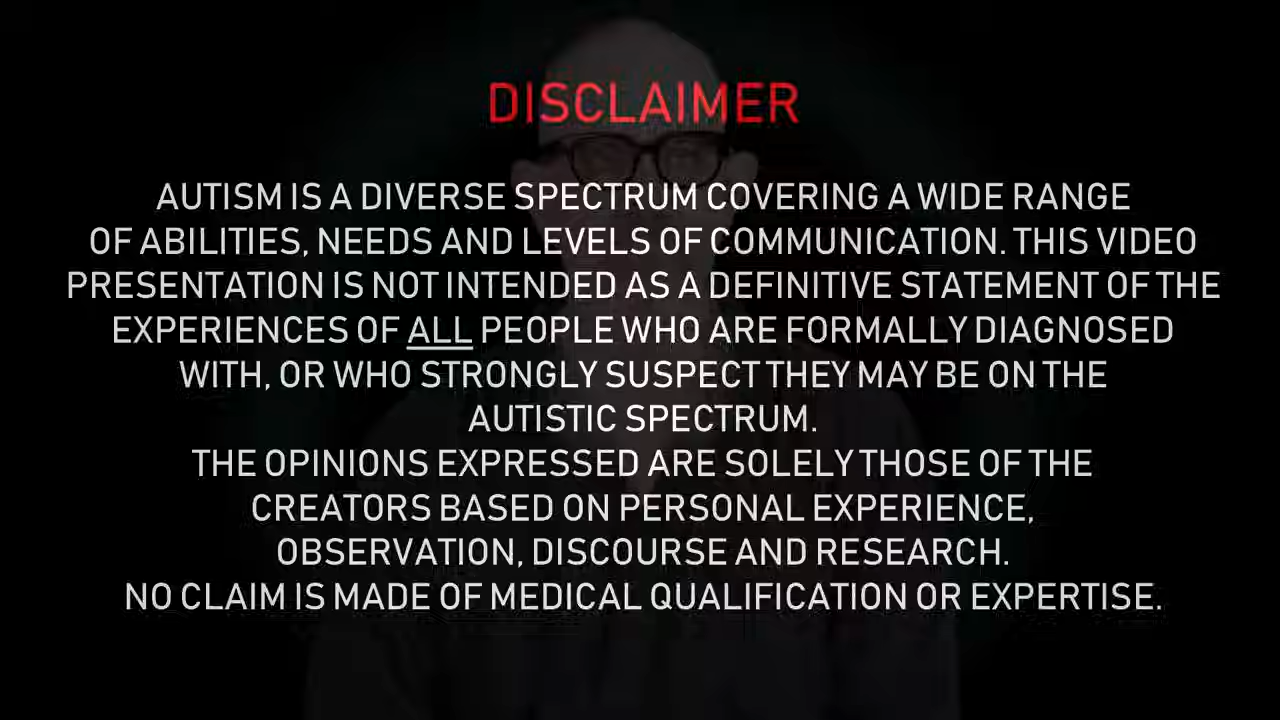 DISCLAIMER
AUTISM IS A DIVERSE SPECTRUM COVERING A WIDE RANGE
OF ABILITIES, NEEDS AND LEVELS OF COMMUNICATION. THIS VIDEO
PRESENTATION IS NOT INTENDED AS A DEFINITIVE STATEMENT OF THE
EXPERIENCES OF ALL PEOPLE WHO ARE FORMALLY DIAGNOSED
WITH, OR WHO STRONGLY SUSPECT THEY MAY BE ON THE
AUTISTIC SPECTRUM.
THE OPINIONS EXPRESSED ARE SOLELY THOSE OF THE
CREATORS BASED ON PERSONAL EXPERIENCE,
OBSERVATION, DISCOURSE AND RESEARCH.
NO CLAIM IS MADE OF MEDICAL QUALIFICATION OR EXPERTISE.